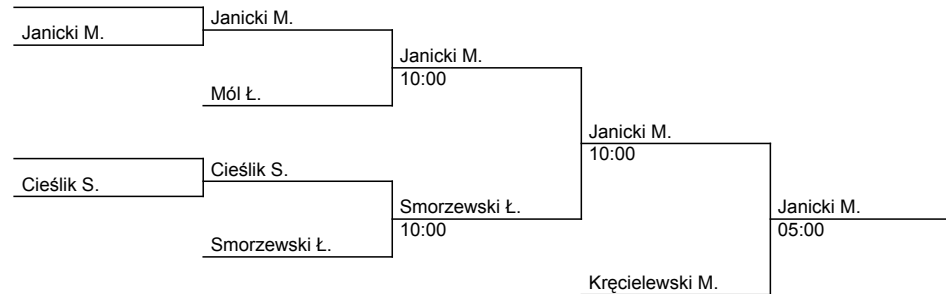 Janicki M.
Janicki M.
Janicki M.
10:00
Mól Ł.
Janicki M.
10:00
Cieślik S.
Cieślik S.
Smorzewski Ł.
10:00
Smorzewski Ł.
Janicki M.
05:00
Kręcielewski M.